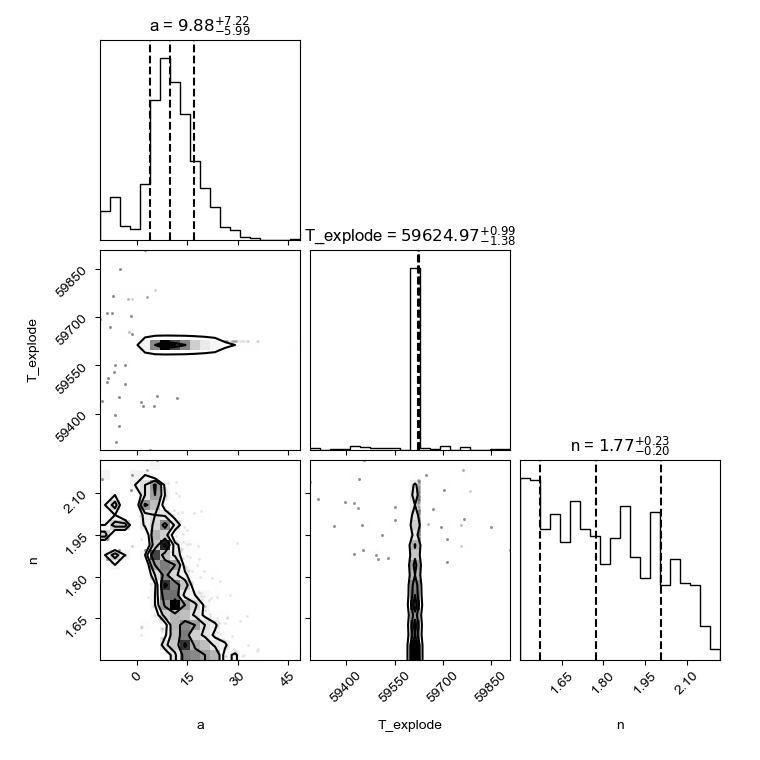 a = 9.88+7.22−5.99
T_explode = 59624.97+0.99−1.38
59850
59700
59550
59400
T_explode
n = 1.77+0.23−0.20
2.10
1.95
1.80
1.65
n
0 15 30 45
59400 59550 59700 59850
1.65 1.80 1.95 2.10
a T_explode n